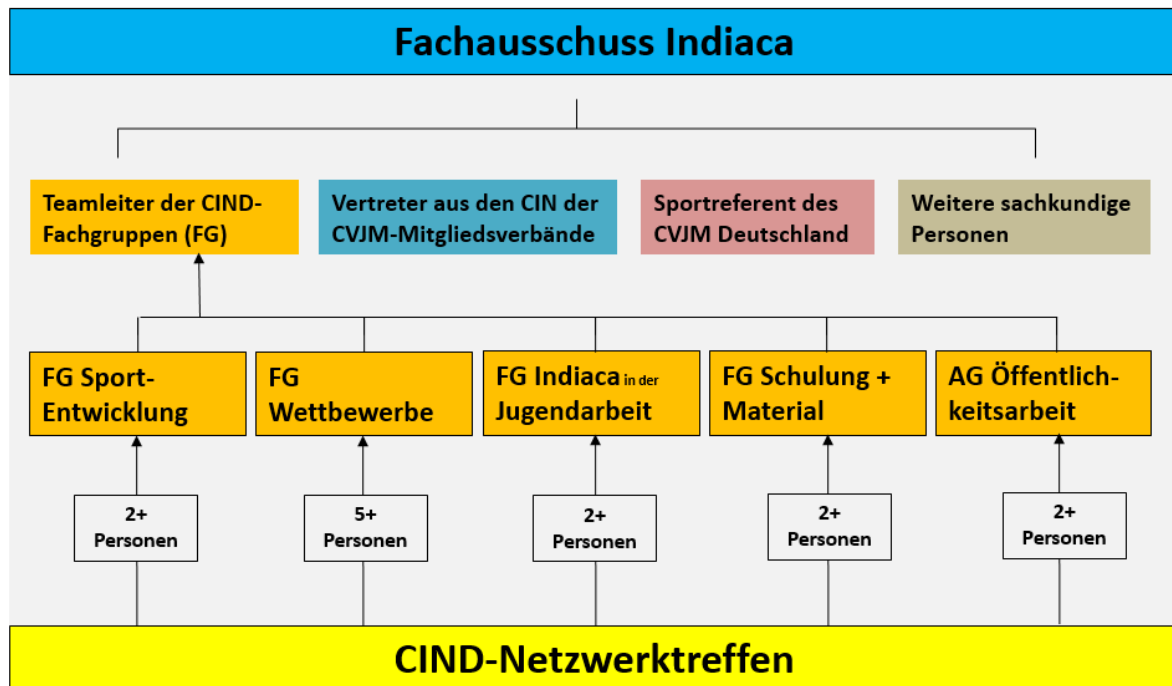 Fachausschuss Indiaca
Teamleiter der CIND-
Fachgruppen (FG)
Vertreter aus den CIN der
CVJM-Mitgliedsverbände
Sportreferent des
CVJM Deutschland
Weitere sachkundige
Personen
FG Sport-
Entwicklung
FG
Wettbewerbe
FG Indiaca in der
Jugendarbeit
FG Schulung +
Material
AG Öffentlich-
keitsarbeit
2+
Personen
5+
Personen
2+
Personen
2+
Personen
2+
Personen
CIND-Netzwerktreffen